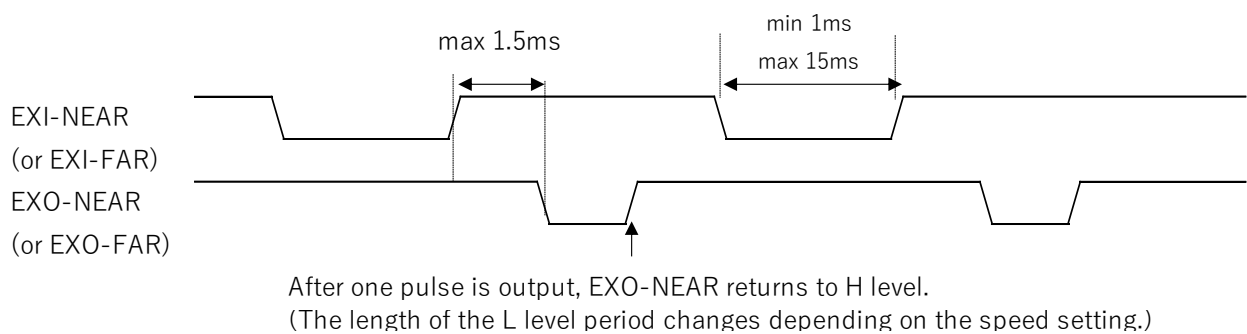 min 1ms
max 1.5ms
max 15ms
EXI-NEAR
(or EXI-FAR)
EXO-NEAR
(or EXO-FAR)
After one pulse is output, EXO-NEAR returns to H level.
(The length of the L level period changes depending on the speed setting.)